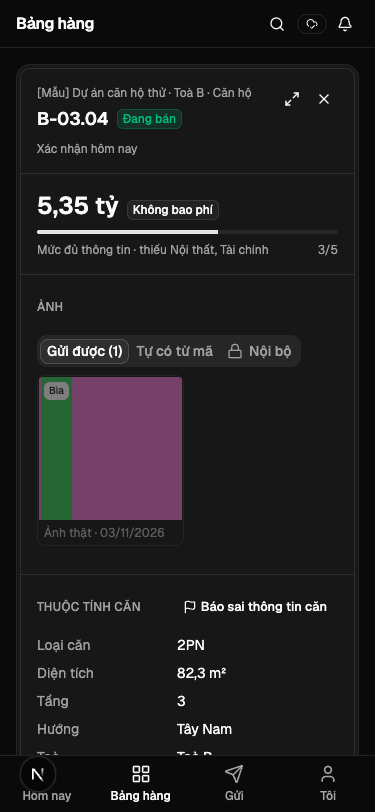 Bảng hàng
[Mẫu] Dự án căn hộ thử · Toà B · Căn hộ
B-03.04 Đang bán
Xác nhận hôm nay
5,35 tỷ Không bao phí
Mức đủ thông tin · thiếu Nội thất, Tài chính 3/5
ẢNH
Gửi được (1) Tự có từ mã Nội bộ
Bìa
Ảnh thật · 03/11/2026
THUỘC TÍNH CĂN Báo sai thông tin căn
Loại căn 2PN
Diện tích 82,3 m²
Tầng 3
Hướng Tây Nam
Toà Toà B
N
Hôm nay Bảng hàng Gửi Tôi